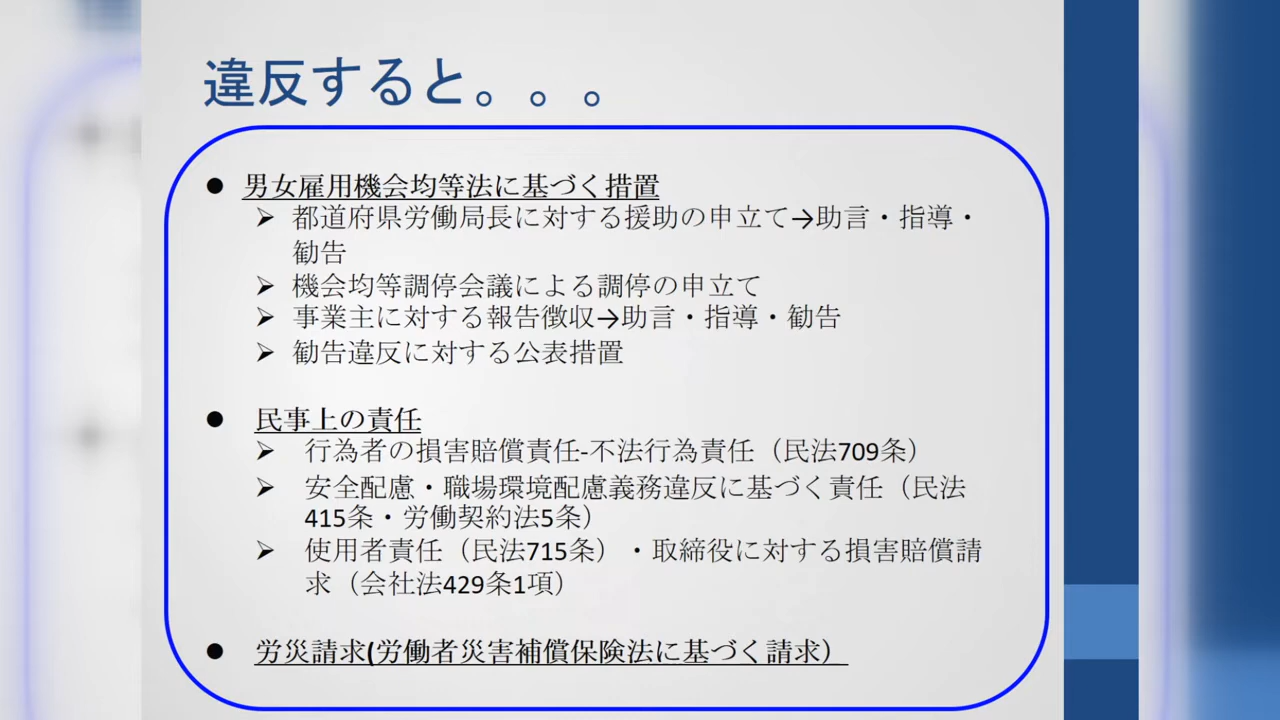 違反すると。。。
● 男女雇用機会均等法に基づく措置
➢ 都道府県労働局長に対する援助の申立て→助言・指導・
勧告
➢ 機会均等調停会議による調停の申立て
➢ 事業主に対する報告徴収→助言・指導・勧告
➢ 勧告違反に対する公表措置
● 民事上の責任
➢ 行為者の損害賠償責任-不法行為責任（民法709条）
➢ 安全配慮・職場環境配慮義務違反に基づく責任（民法
415条・労働契約法5条）
➢ 使用者責任（民法715条）・取締役に対する損害賠償請
求（会社法429条1項）
● 労災請求(労働者災害補償保険法に基づく請求）